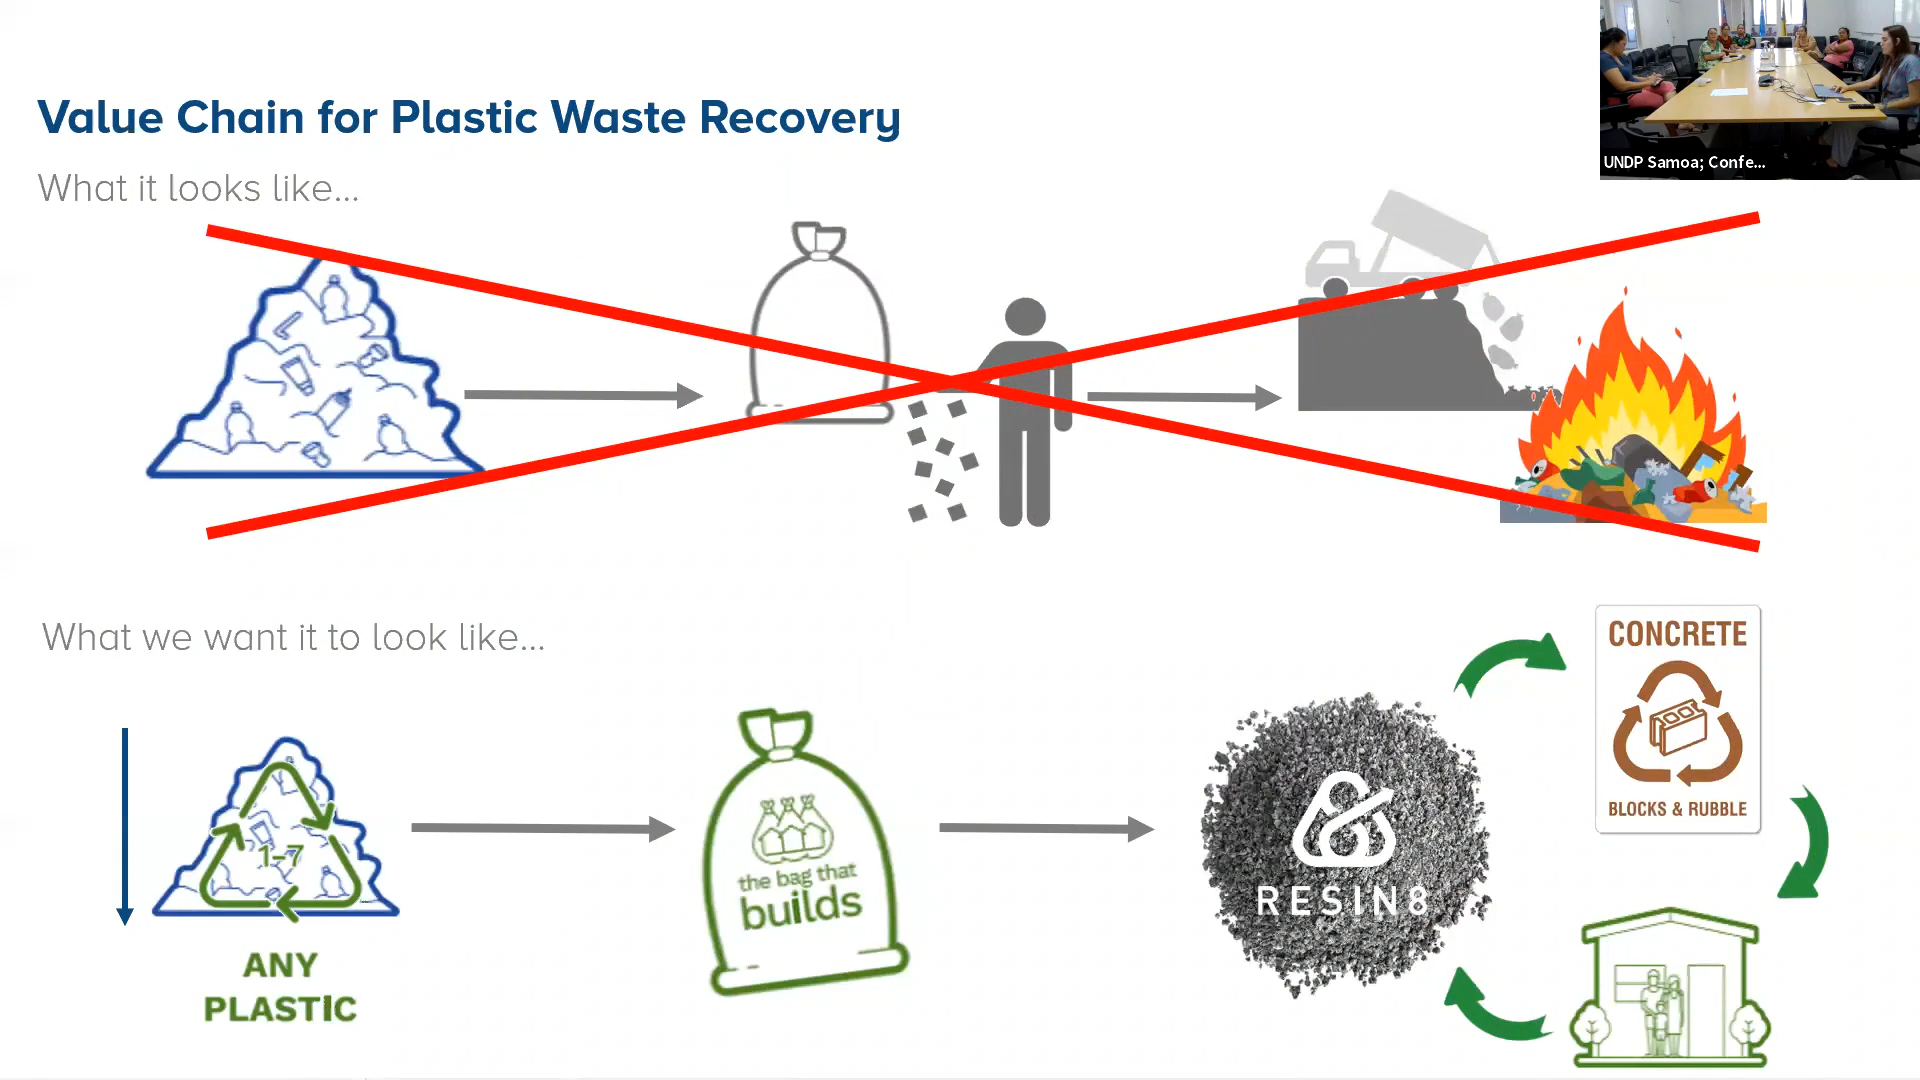 Value Chain for Plastic Waste Recovery
UNDP Samoa; Confe...
What it looks like...
What we want it to look like...
1-7
ANY
PLASTIC
the bag that
builds
RESIN8
CONCRETE
BLOCKS & RUBBLE